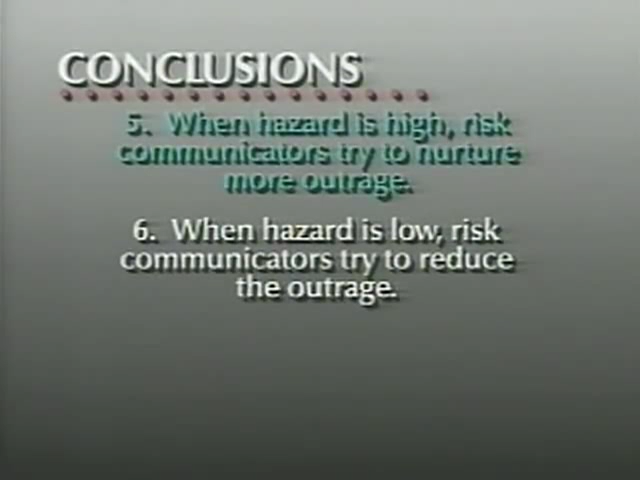 CONCLUSIONS
5. When hazard is high, risk
communicators try to nurture
more outrage.
6. When hazard is low, risk
communicators try to reduce
the outrage.